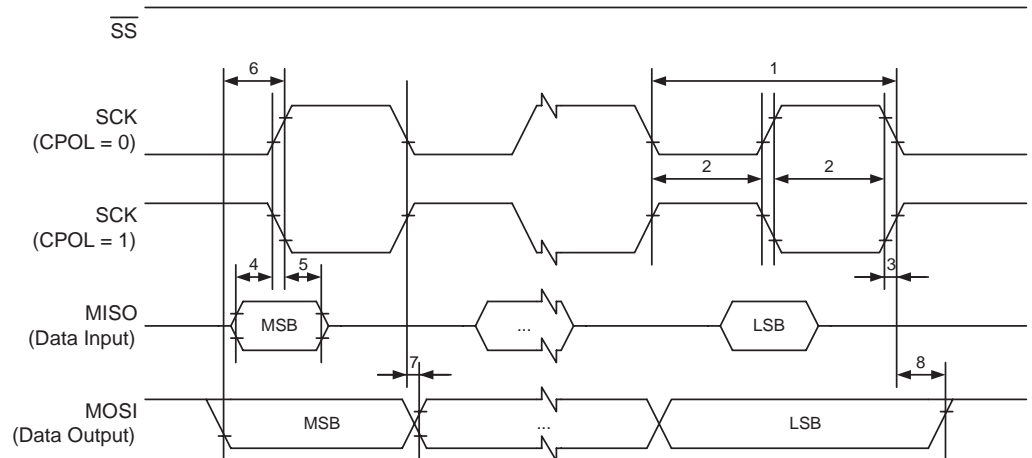 SS
6
1
SCK
(CPOL = 0)
2
2
SCK
(CPOL = 1)
4
5
3
MISO
(Data Input)
MSB
...
LSB
7
8
MOSI
(Data Output)
MSB
...
LSB